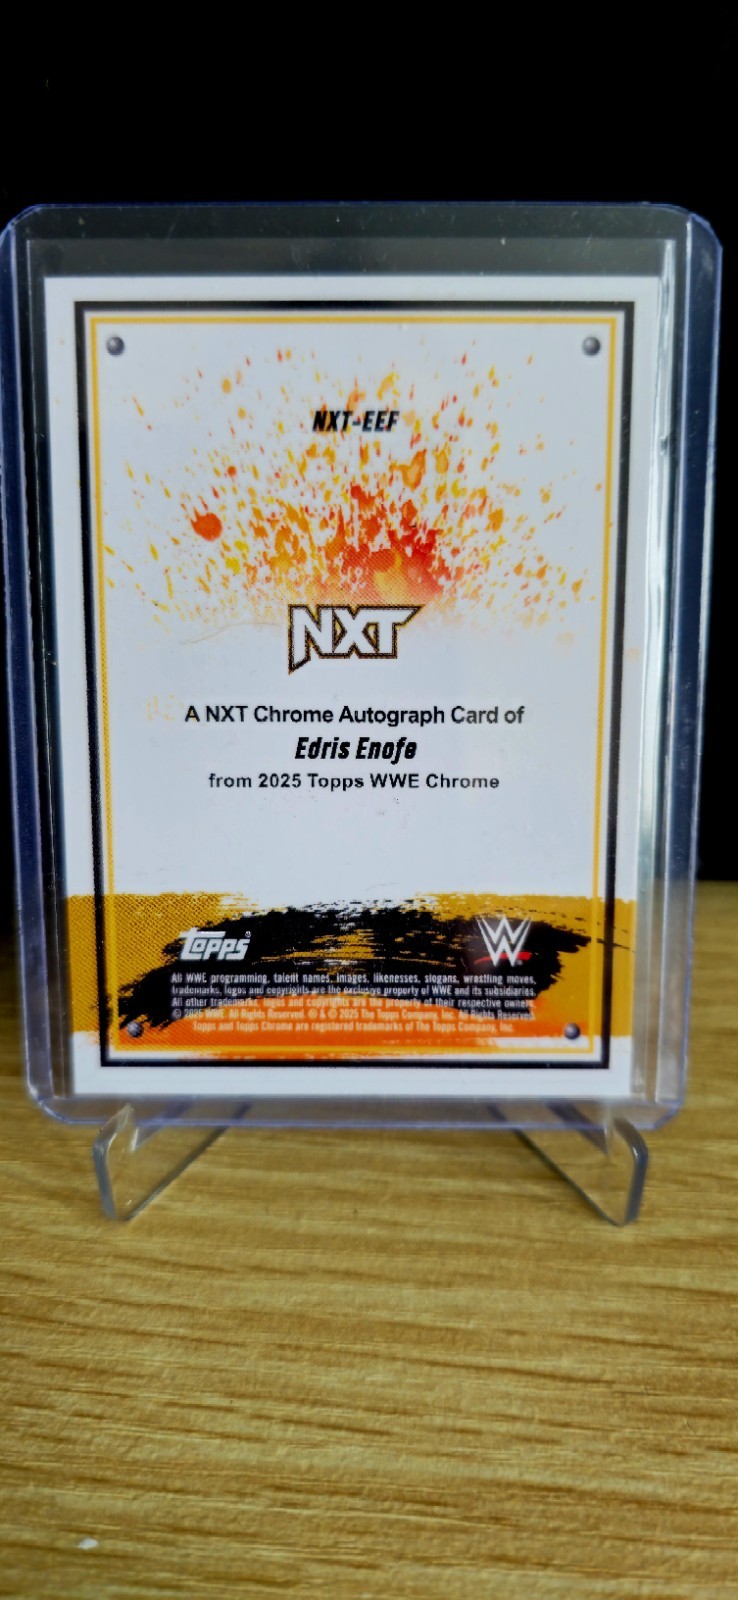 NXT-EEF
NXT
A NXT Chrome Autograph Card of
Edris Enofe
from 2025 Topps WWE Chrome
Topps® W
All WWE programming, talent names, images, likenesses, slogans, wrestling moves,
trademarks, logos and copyrights are the exclusive property of WWE and its subsidiaries.
All other trademarks, logos and copyrights are the property of their respective owners.
© 2025 WWE. All Rights Reserved. ® & © 2025 The Topps Company, Inc. All Rights Reserved.
Topps and Topps Chrome are registered trademarks of The Topps Company, Inc.